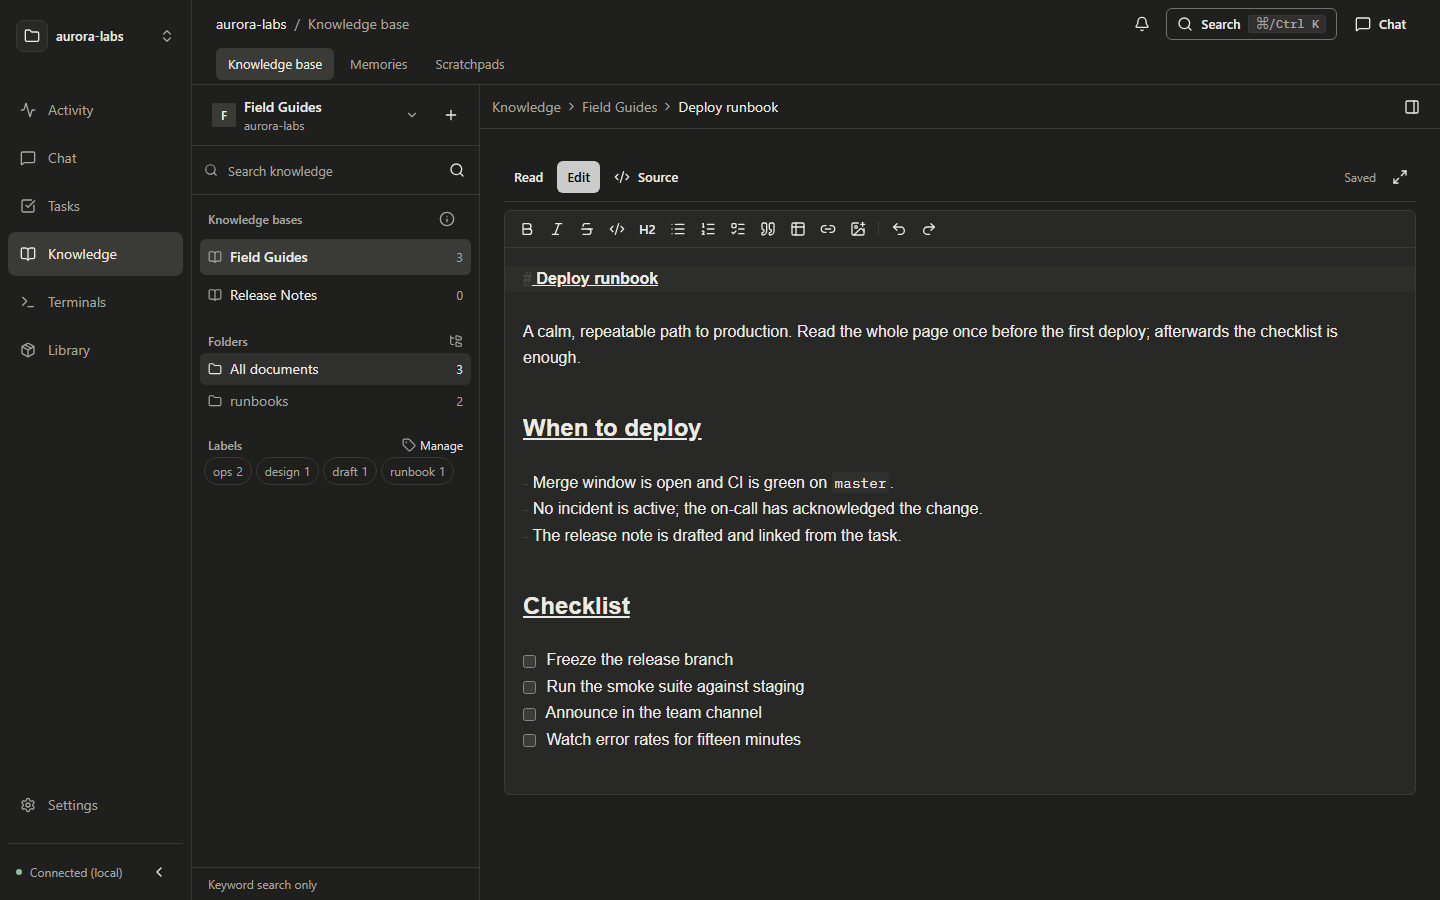 aurora-labs
Activity
Chat
Tasks
Knowledge
Terminals
Library
Settings
Connected (local)
aurora-labs / Knowledge base
Search ⌘/Ctrl K
Chat
Knowledge base Memories Scratchpads
F
Field Guides
aurora-labs
Search knowledge
Knowledge bases
Field Guides 3
Release Notes 0
Folders
All documents 3
runbooks 2
Labels Manage
ops 2 design 1 draft 1 runbook 1
Keyword search only
Knowledge > Field Guides > Deploy runbook
Read Edit </> Source Saved
H2
# Deploy runbook
A calm, repeatable path to production. Read the whole page once before the first deploy; afterwards the checklist is
enough.
When to deploy
- Merge window is open and CI is green on master.
- No incident is active; the on-call has acknowledged the change.
- The release note is drafted and linked from the task.
Checklist
Freeze the release branch
Run the smoke suite against staging
Announce in the team channel
Watch error rates for fifteen minutes